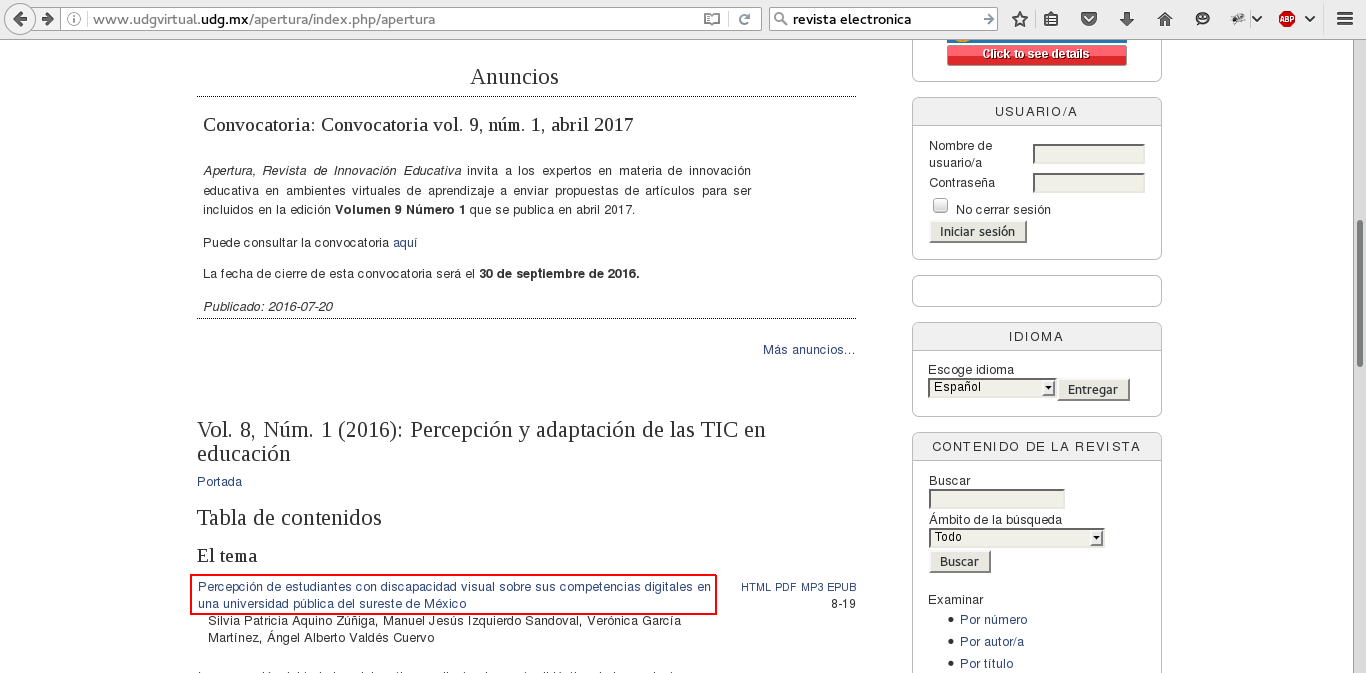 www.udgvirtual.udg.mx/apertura/index.php/apertura
revista electronica
ABP
Click to see details
Anuncios
Convocatoria: Convocatoria vol. 9, núm. 1, abril 2017
Apertura, Revista de Innovación Educativa invita a los expertos en materia de innovación
educativa en ambientes virtuales de aprendizaje a enviar propuestas de artículos para ser
incluidos en la edición Volumen 9 Número 1 que se publica en abril 2017.
Puede consultar la convocatoria aquí
La fecha de cierre de esta convocatoria será el 30 de septiembre de 2016.
Publicado: 2016-07-20
Más anuncios...
Vol. 8, Núm. 1 (2016): Percepción y adaptación de las TIC en
educación
Portada
Tabla de contenidos
El tema
Percepción de estudiantes con discapacidad visual sobre sus competencias digitales en
una universidad pública del sureste de México
HTML PDF MP3 EPUB
8-19
Silvia Patricia Aquino Zúñiga, Manuel Jesús Izquierdo Sandoval, Verónica García
Martínez, Ángel Alberto Valdés Cuervo
USUARIO/A
Nombre de
usuario/a
Contraseña
No cerrar sesión
Iniciar sesión
IDIOMA
Escoge idioma
Español
Entregar
CONTENIDO DE LA REVISTA
Buscar
Ámbito de la búsqueda
Todo
Buscar
Examinar
Por número
Por autor/a
Por título